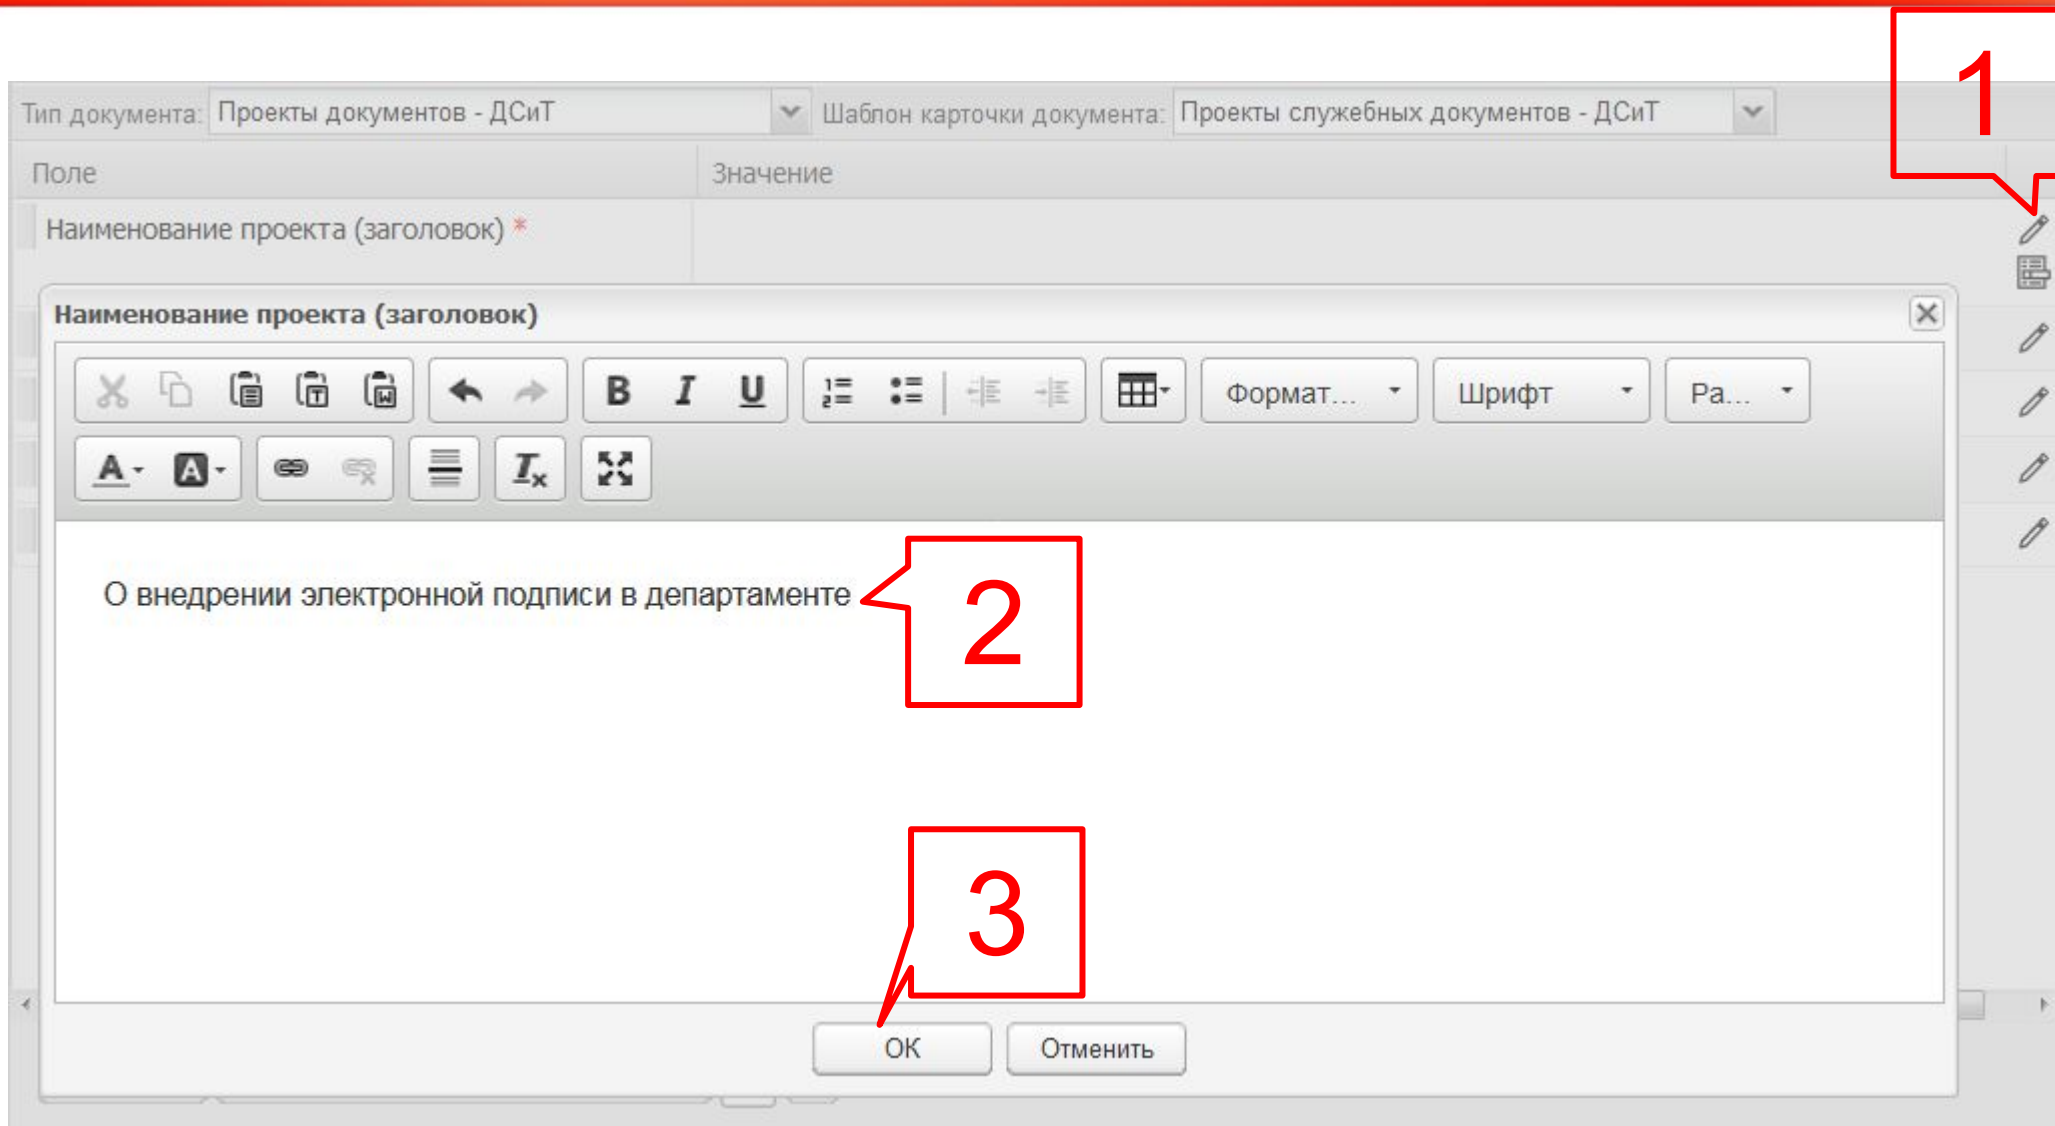 1
Тип документа: Проекты документов - ДСиТ Шаблон карточки документа: Проекты служебных документов - ДСиТ
Поле Значение
Наименование проекта (заголовок) *
Наименование проекта (заголовок)
B I U Формат... Шрифт Ра...
A A Ix
О внедрении электронной подписи в департаменте
2
3
ОК Отменить